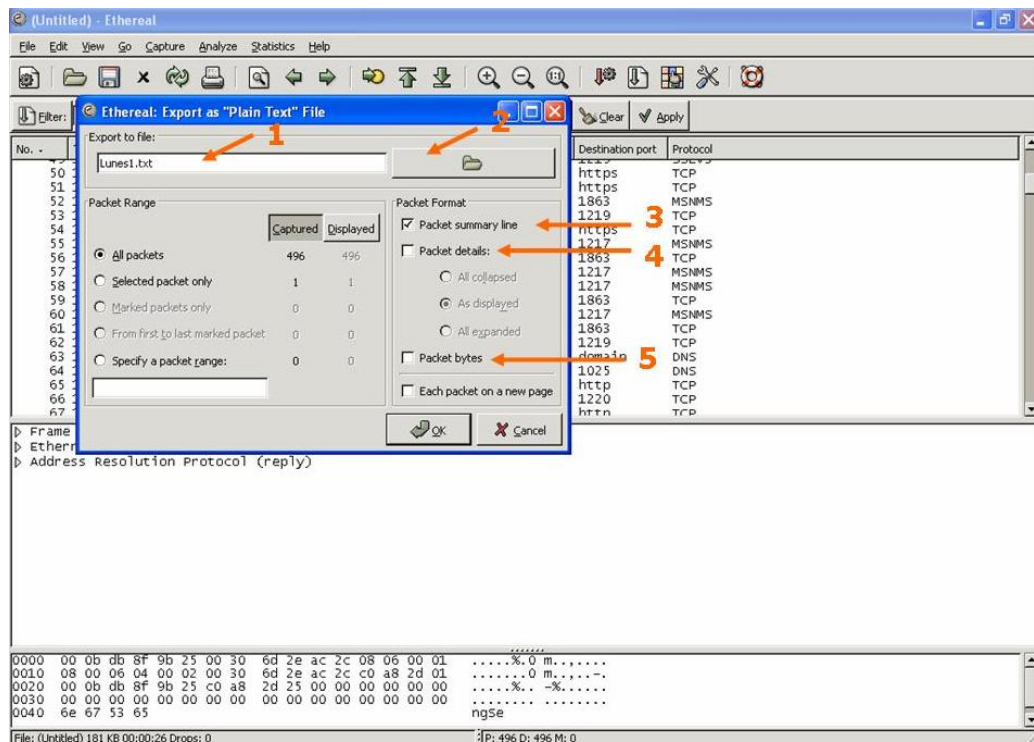 (Untitled) - Ethereal
File Edit View Go Capture Analyze Statistics Help
Filter:
Clear Apply
Ethereal: Export as "Plain Text" File
Export to file:
1
2
Lunes1.txt
No. .
Destination port Protocol
Packet Range
Captured Displayed
All packets 496 496
Selected packet only 1 1
Marked packets only 0 0
From first to last marked packet 0 0
Specify a packet range: 0 0
Packet Format
Packet summary line
3
Packet details:
4
All collapsed
As displayed
All expanded
Packet bytes
5
Each packet on a new page
OK Cancel
50 https TCP
51 https TCP
52 1863 MSNMS
53 1219 TCP
54 https TCP
55 1217 MSNMS
56 1863 TCP
57 1217 MSNMS
58 1217 MSNMS
59 1863 TCP
60 1217 MSNMS
61 1863 TCP
62 1219 TCP
63 domain DNS
64 1025 DNS
65 http TCP
66 1220 TCP
67 http TCP
Frame
Ethern
Address Resolution Protocol (reply)
0000 00 0b db 8f 9b 25 00 30 6d 2e ac 2c 08 06 00 01 .....%.0 m..,....
0010 08 00 06 04 00 02 00 30 6d 2e ac 2c c0 a8 2d 01 .......0 m..,..-.
0020 00 0b db 8f 9b 25 c0 a8 2d 25 00 00 00 00 00 00 .....%.. -%......
0030 00 00 00 00 00 00 00 00 00 00 00 00 00 00 00 00 ........ ........
0040 6e 67 53 65 ngSe
File: (Untitled) 181 KB 00:00:26 Drops: 0
P: 496 D: 496 M: 0